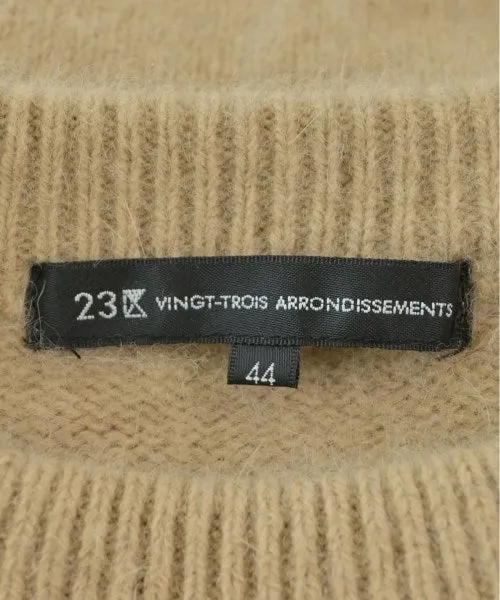 23区 VINGT-TROIS ARRONDISSEMENTS
44